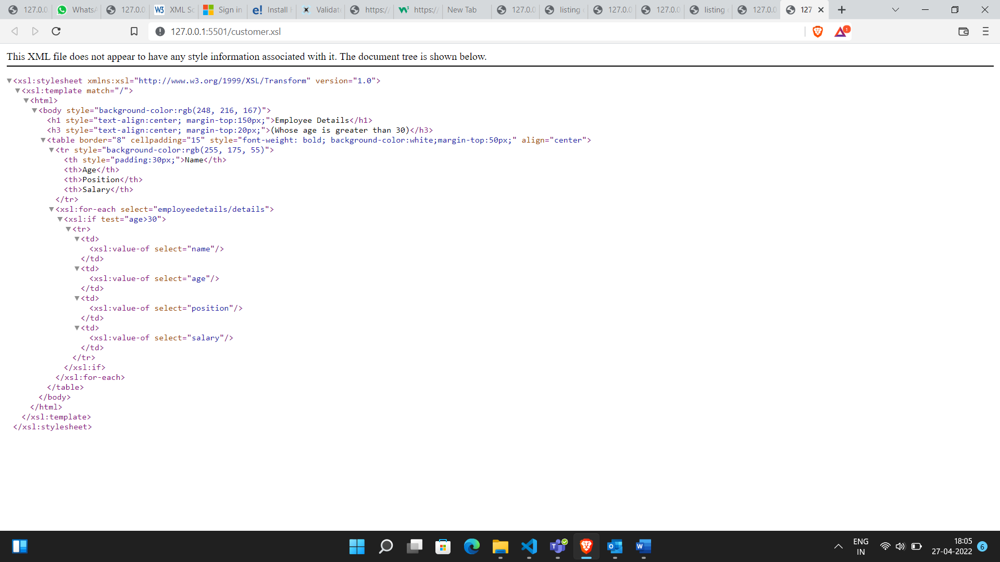 127.0.0
WhatsA
127.0.0
XML Sc
Sign in
Install H
Validat
https:/
https:/
New Tab
127.0.0
listing
127.0.0
127.0.0
listing
127.0.0
127
127.0.0.1:5501/customer.xsl
1
This XML file does not appear to have any style information associated with it. The document tree is shown below.
▼<xsl:stylesheet xmlns:xsl="http://www.w3.org/1999/XSL/Transform" version="1.0">
▼<xsl:template match="/">
▼<html>
▼<body style="background-color:rgb(248, 216, 167)">
<h1 style="text-align:center; margin-top:150px;">Employee Details</h1>
<h3 style="text-align:center; margin-top:20px;">(Whose age is greater than 30)</h3>
▼<table border="8" cellpadding="15" style="font-weight: bold; background-color:white;margin-top:50px;" align="center">
▼<tr style="background-color:rgb(255, 175, 55)">
<th style="padding:30px;">Name</th>
<th>Age</th>
<th>Position</th>
<th>Salary</th>
</tr>
▼<xsl:for-each select="employeedetails/details">
▼<xsl:if test="age>30">
▼<tr>
▼<td>
<xsl:value-of select="name"/>
</td>
▼<td>
<xsl:value-of select="age"/>
</td>
▼<td>
<xsl:value-of select="position"/>
</td>
▼<td>
<xsl:value-of select="salary"/>
</td>
</tr>
</xsl:if>
</xsl:for-each>
</table>
</body>
</html>
</xsl:template>
</xsl:stylesheet>
ENG
IN
18:05
27-04-2022
6